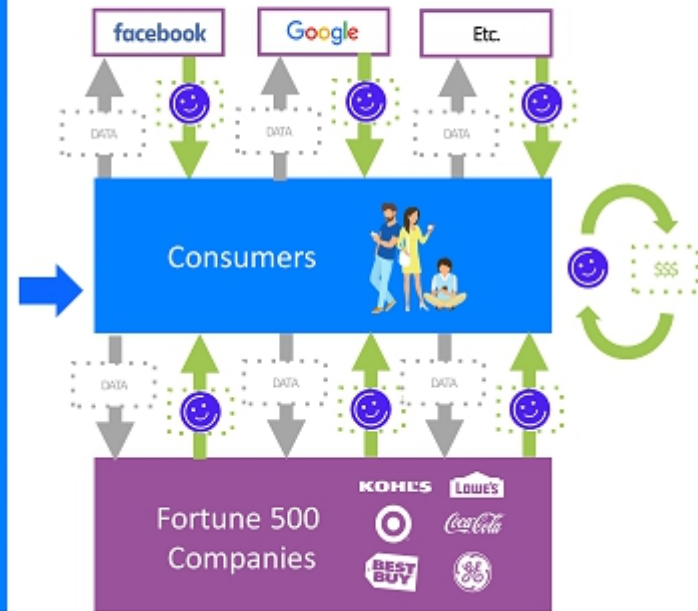 facebook
Google
Etc.
DATA
DATA
DATA
Consumers
$$$
DATA
DATA
DATA
Fortune 500
Companies
KOHL'S
LOWE'S
Coca-Cola
BEST
BUY
GE